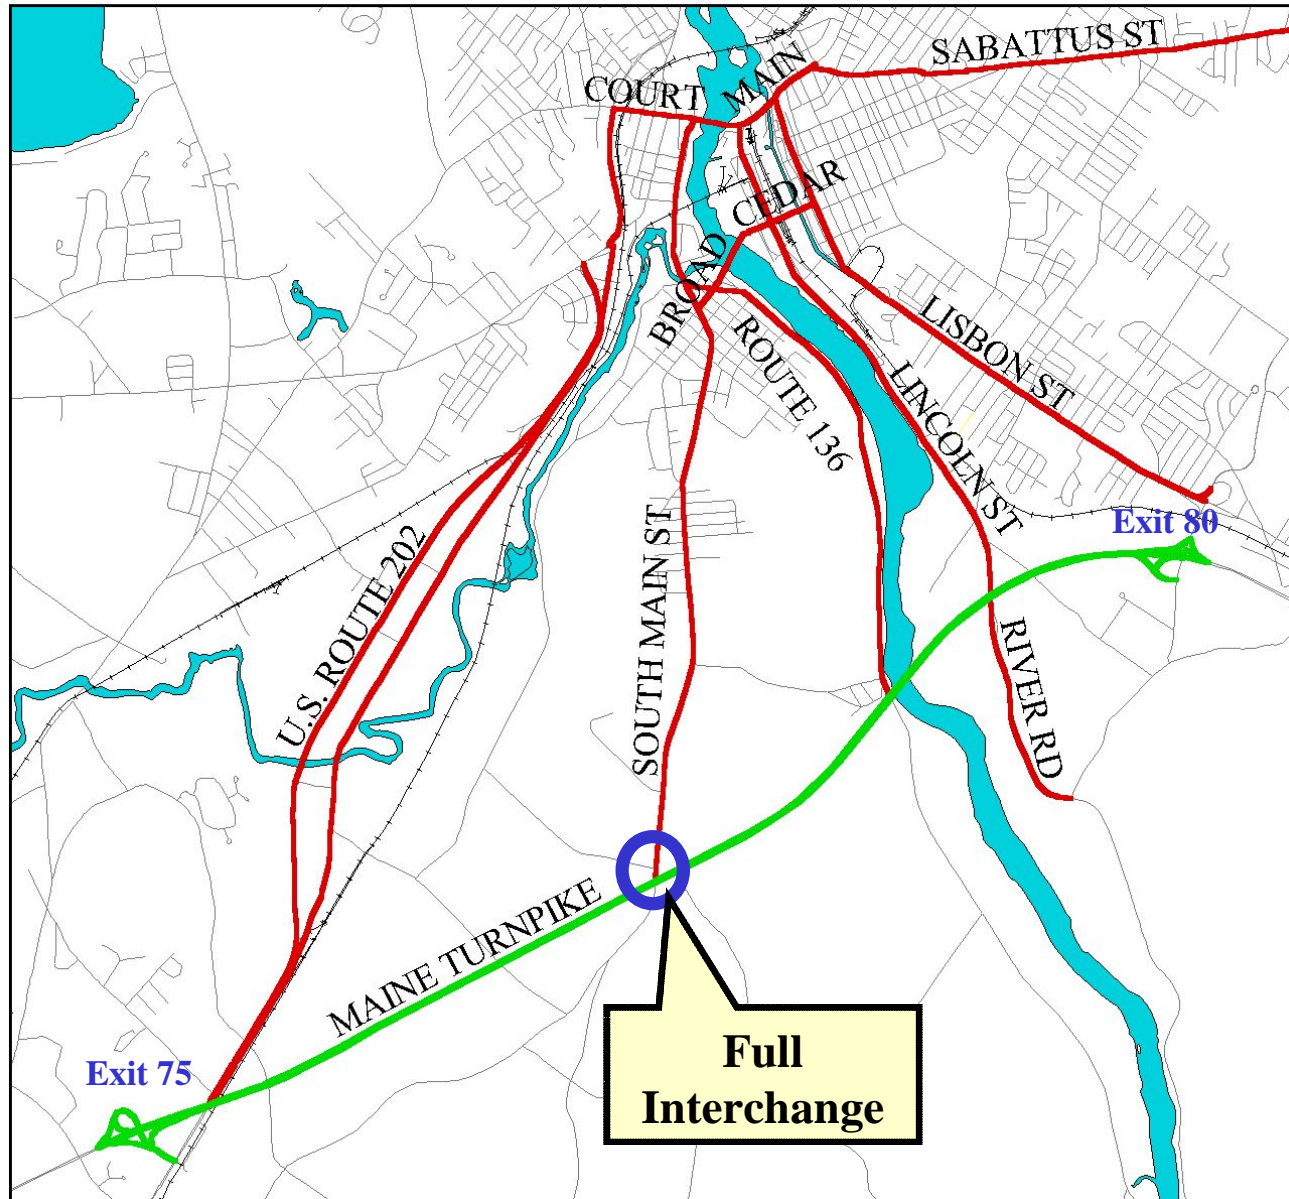 SABATTUS ST
COURT
MAIN
CEDAR
BROAD
LISBON ST
ROUTE 136
LINCOLN ST
U.S. ROUTE 202
SOUTH MAIN ST
Exit 80
RIVER RD
MAINE TURNPIKE
Exit 75
Full
Interchange